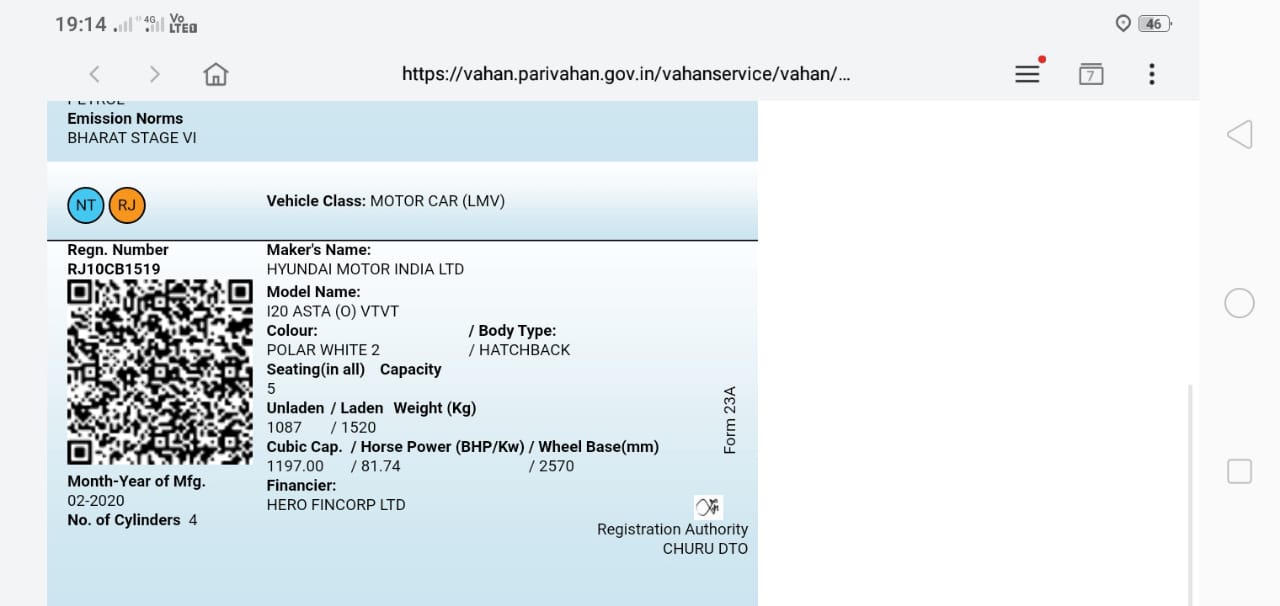 19:14 4G Vo LTE 46
https://vahan.parivahan.gov.in/vahanservice/vahan/... 7
PETROL
Emission Norms
BHARAT STAGE VI
NT RJ Vehicle Class: MOTOR CAR (LMV)
Regn. Number
RJ10CB1519
Maker's Name:
HYUNDAI MOTOR INDIA LTD
Model Name:
I20 ASTA (O) VTVT
Colour: / Body Type:
POLAR WHITE 2 / HATCHBACK
Seating(in all) Capacity
5
Unladen / Laden Weight (Kg)
1087 / 1520
Cubic Cap. / Horse Power (BHP/Kw) / Wheel Base(mm)
1197.00 / 81.74 / 2570
Financier:
HERO FINCORP LTD
Month-Year of Mfg.
02-2020
No. of Cylinders 4
Form 23A
Registration Authority
CHURU DTO